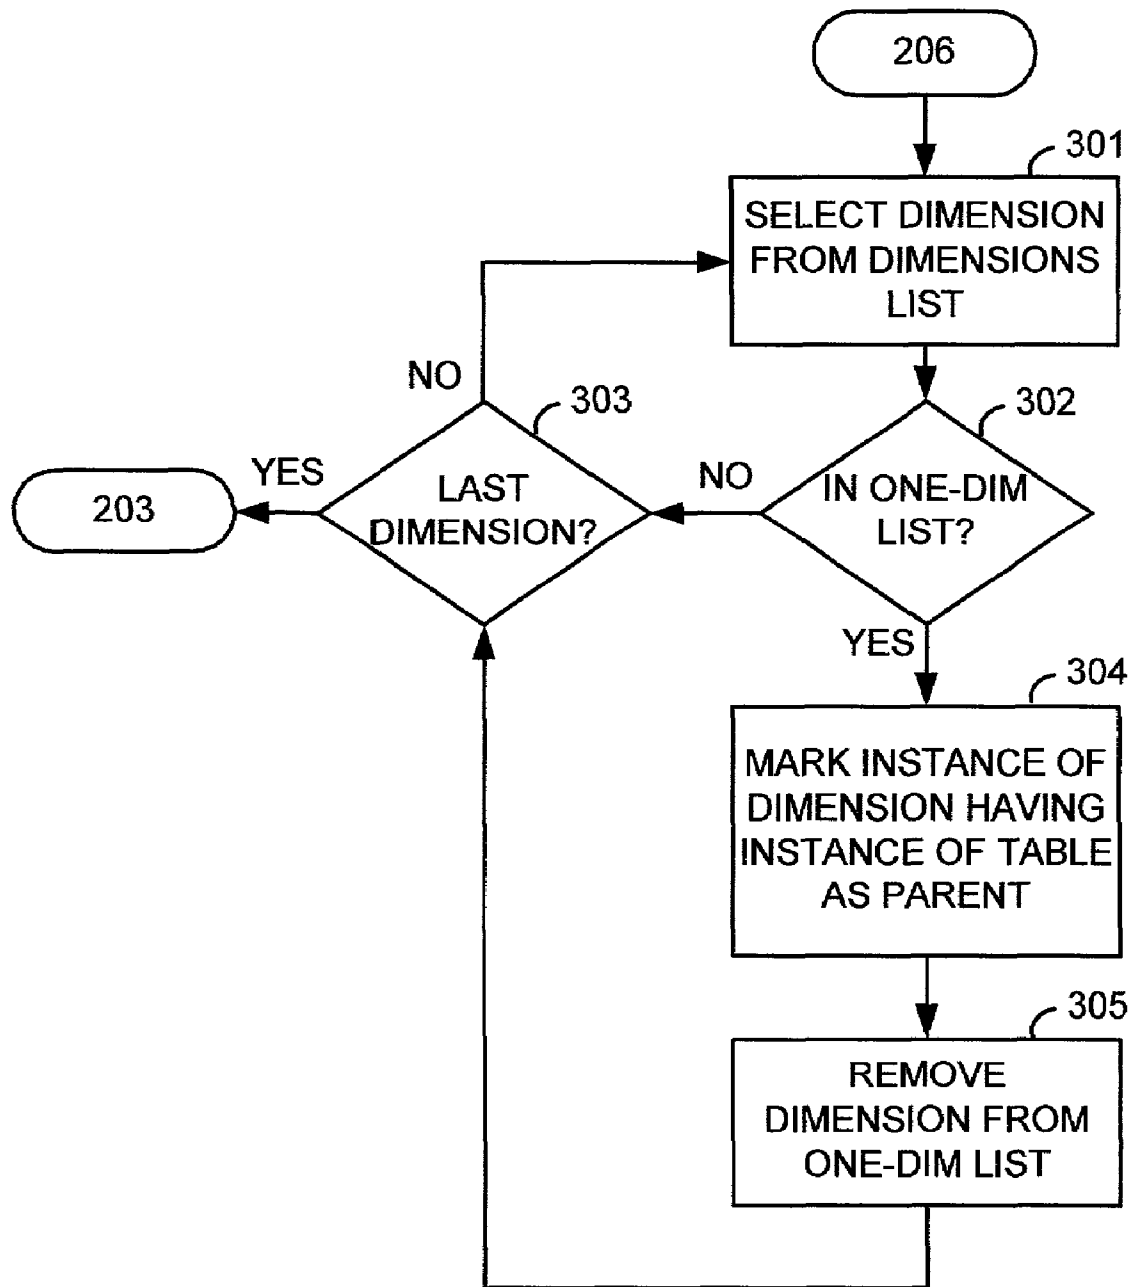 206
301
SELECT DIMENSION
FROM DIMENSIONS
LIST
NO
303
302
YES
LAST
DIMENSION?
NO
IN ONE-DIM
LIST?
203
YES
304
MARK INSTANCE OF
DIMENSION HAVING
INSTANCE OF TABLE
AS PARENT
305
REMOVE
DIMENSION FROM
ONE-DIM LIST